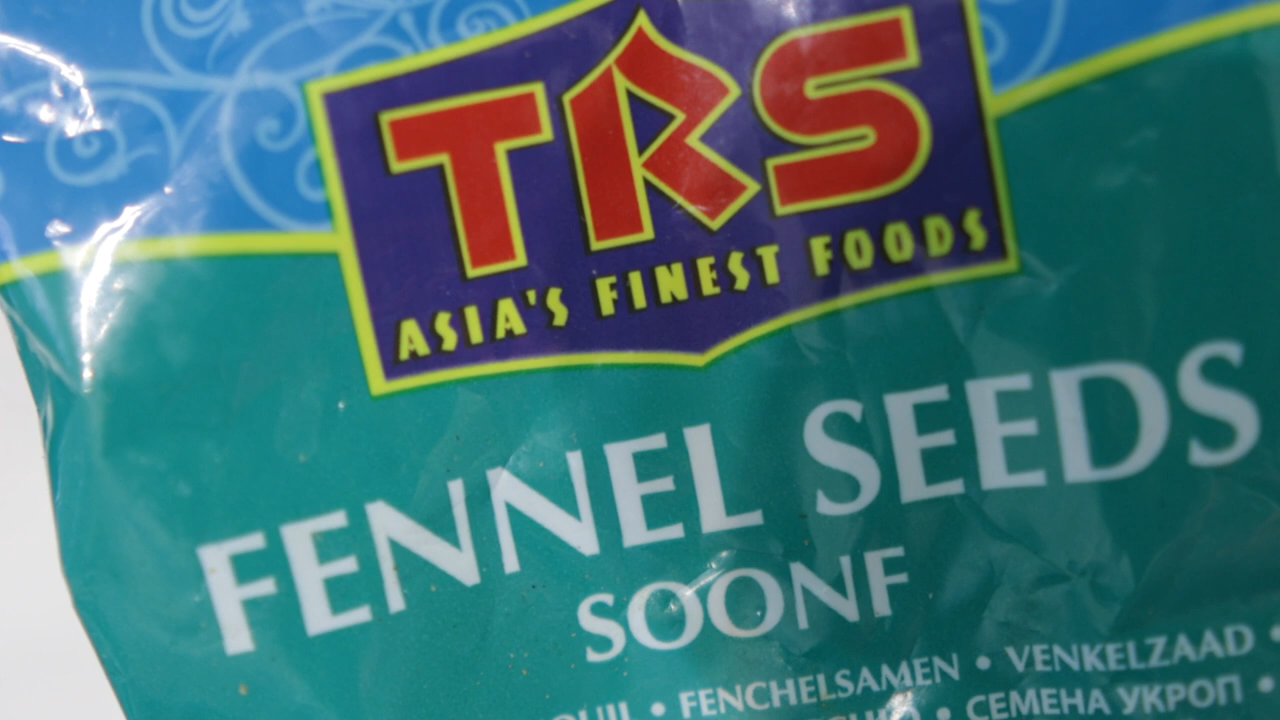 TRS
ASIA'S FINEST FOODS
FENNEL SEEDS
SOONF
• FENCHELSAMEN • VENKELZAAD •
• СЕМЕНА УКРОП •